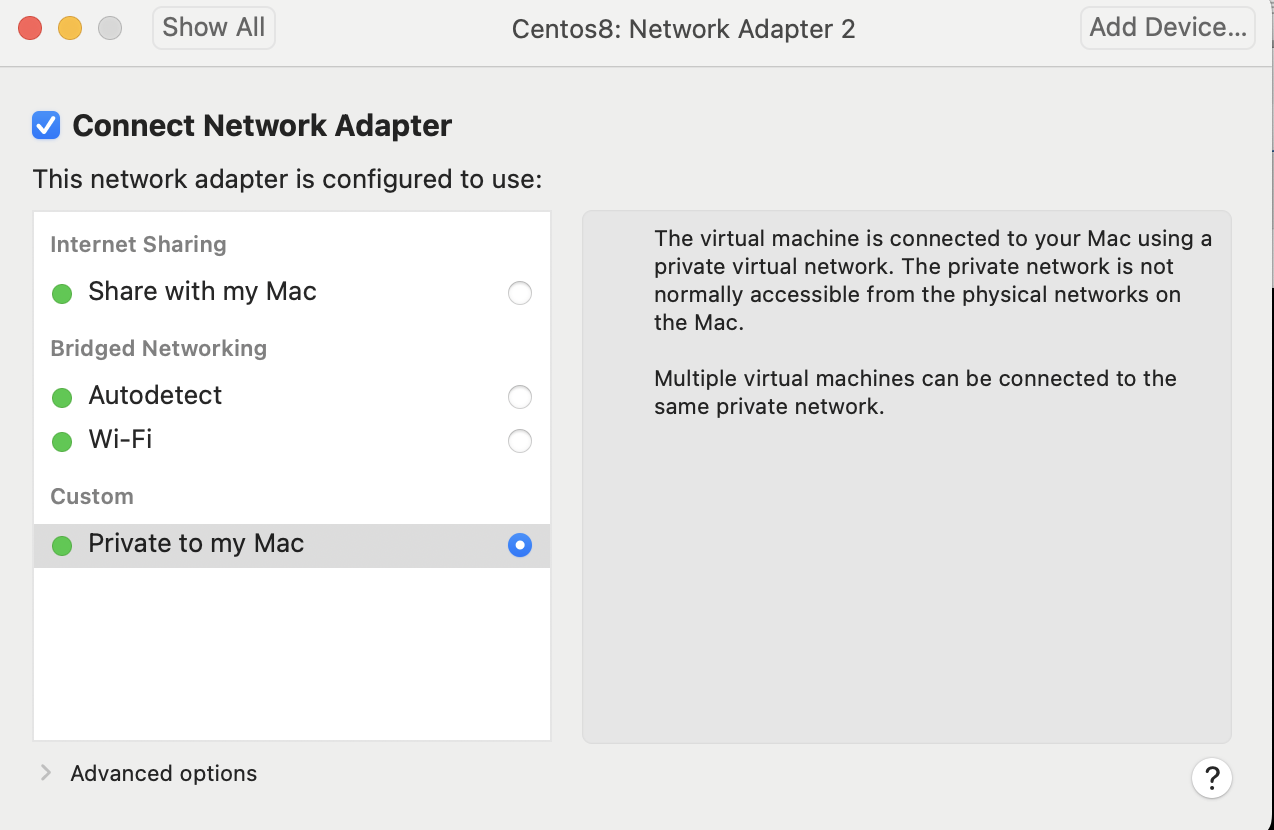 Show All
Centos8: Network Adapter 2
Add Device...
Connect Network Adapter
This network adapter is configured to use:
Internet Sharing
Share with my Mac
Bridged Networking
Autodetect
Wi-Fi
Custom
Private to my Mac
The virtual machine is connected to your Mac using a
private virtual network. The private network is not
normally accessible from the physical networks on
the Mac.
Multiple virtual machines can be connected to the
same private network.
Advanced options
?